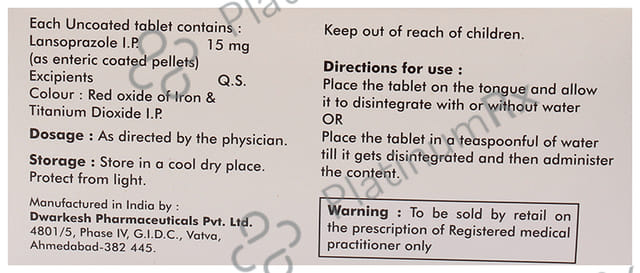 Each Uncoated tablet contains :
Lansoprazole I.P. 15 mg
(as enteric coated pellets)
Excipients Q.S.
Colour : Red oxide of Iron &
Titanium Dioxide I.P.
Dosage : As directed by the physician.
Storage : Store in a cool dry place.
Protect from light.
Manufactured in India by :
Dwarkesh Pharmaceuticals Pvt. Ltd.
4801/5, Phase IV, G.I.D.C., Vatva,
Ahmedabad-382 445.
Keep out of reach of children.
Directions for use :
Place the tablet on the tongue and allow
it to disintegrate with or without water
OR
Place the tablet in a teaspoonful of water
till it gets disintegrated and then administer
the content.
Warning : To be sold by retail on
the prescription of Registered medical
practitioner only
PlatinumRx